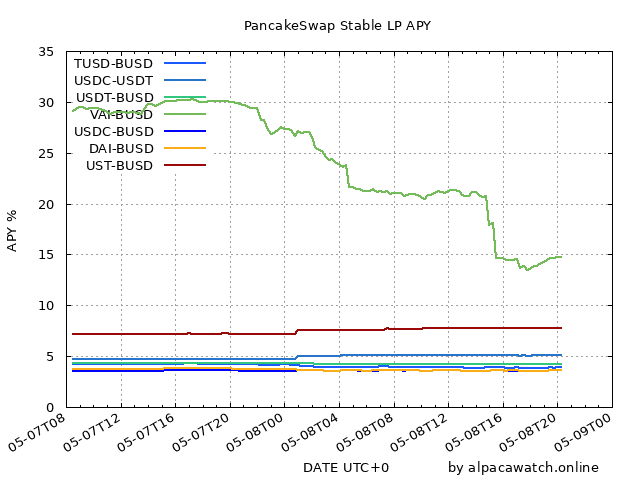 PancakeSwap Stable LP APY
35
30
25
20
15
10
5
0
APY %
TUSD-BUSD
USDC-USDT
USDT-BUSD
VAI-BUSD
USDC-BUSD
DAI-BUSD
UST-BUSD
05-07T08
05-07T12
05-07T16
05-07T20
05-08T00
05-08T04
05-08T08
05-08T12
05-08T16
05-08T20
05-09T00
DATE UTC+0
by alpacawatch.online